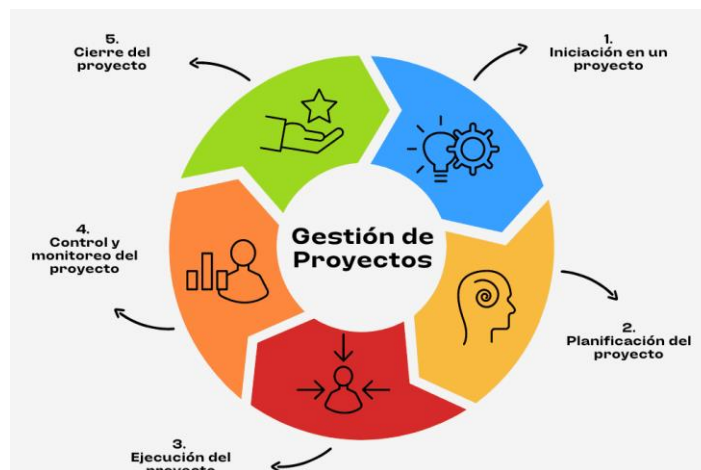 Gestión de
Proyectos
1.
Iniciación en un
proyecto
2.
Planificación del
proyecto
3.
Ejecución del
proyecto
4.
Control y
monitoreo del
proyecto
5.
Cierre del
proyecto